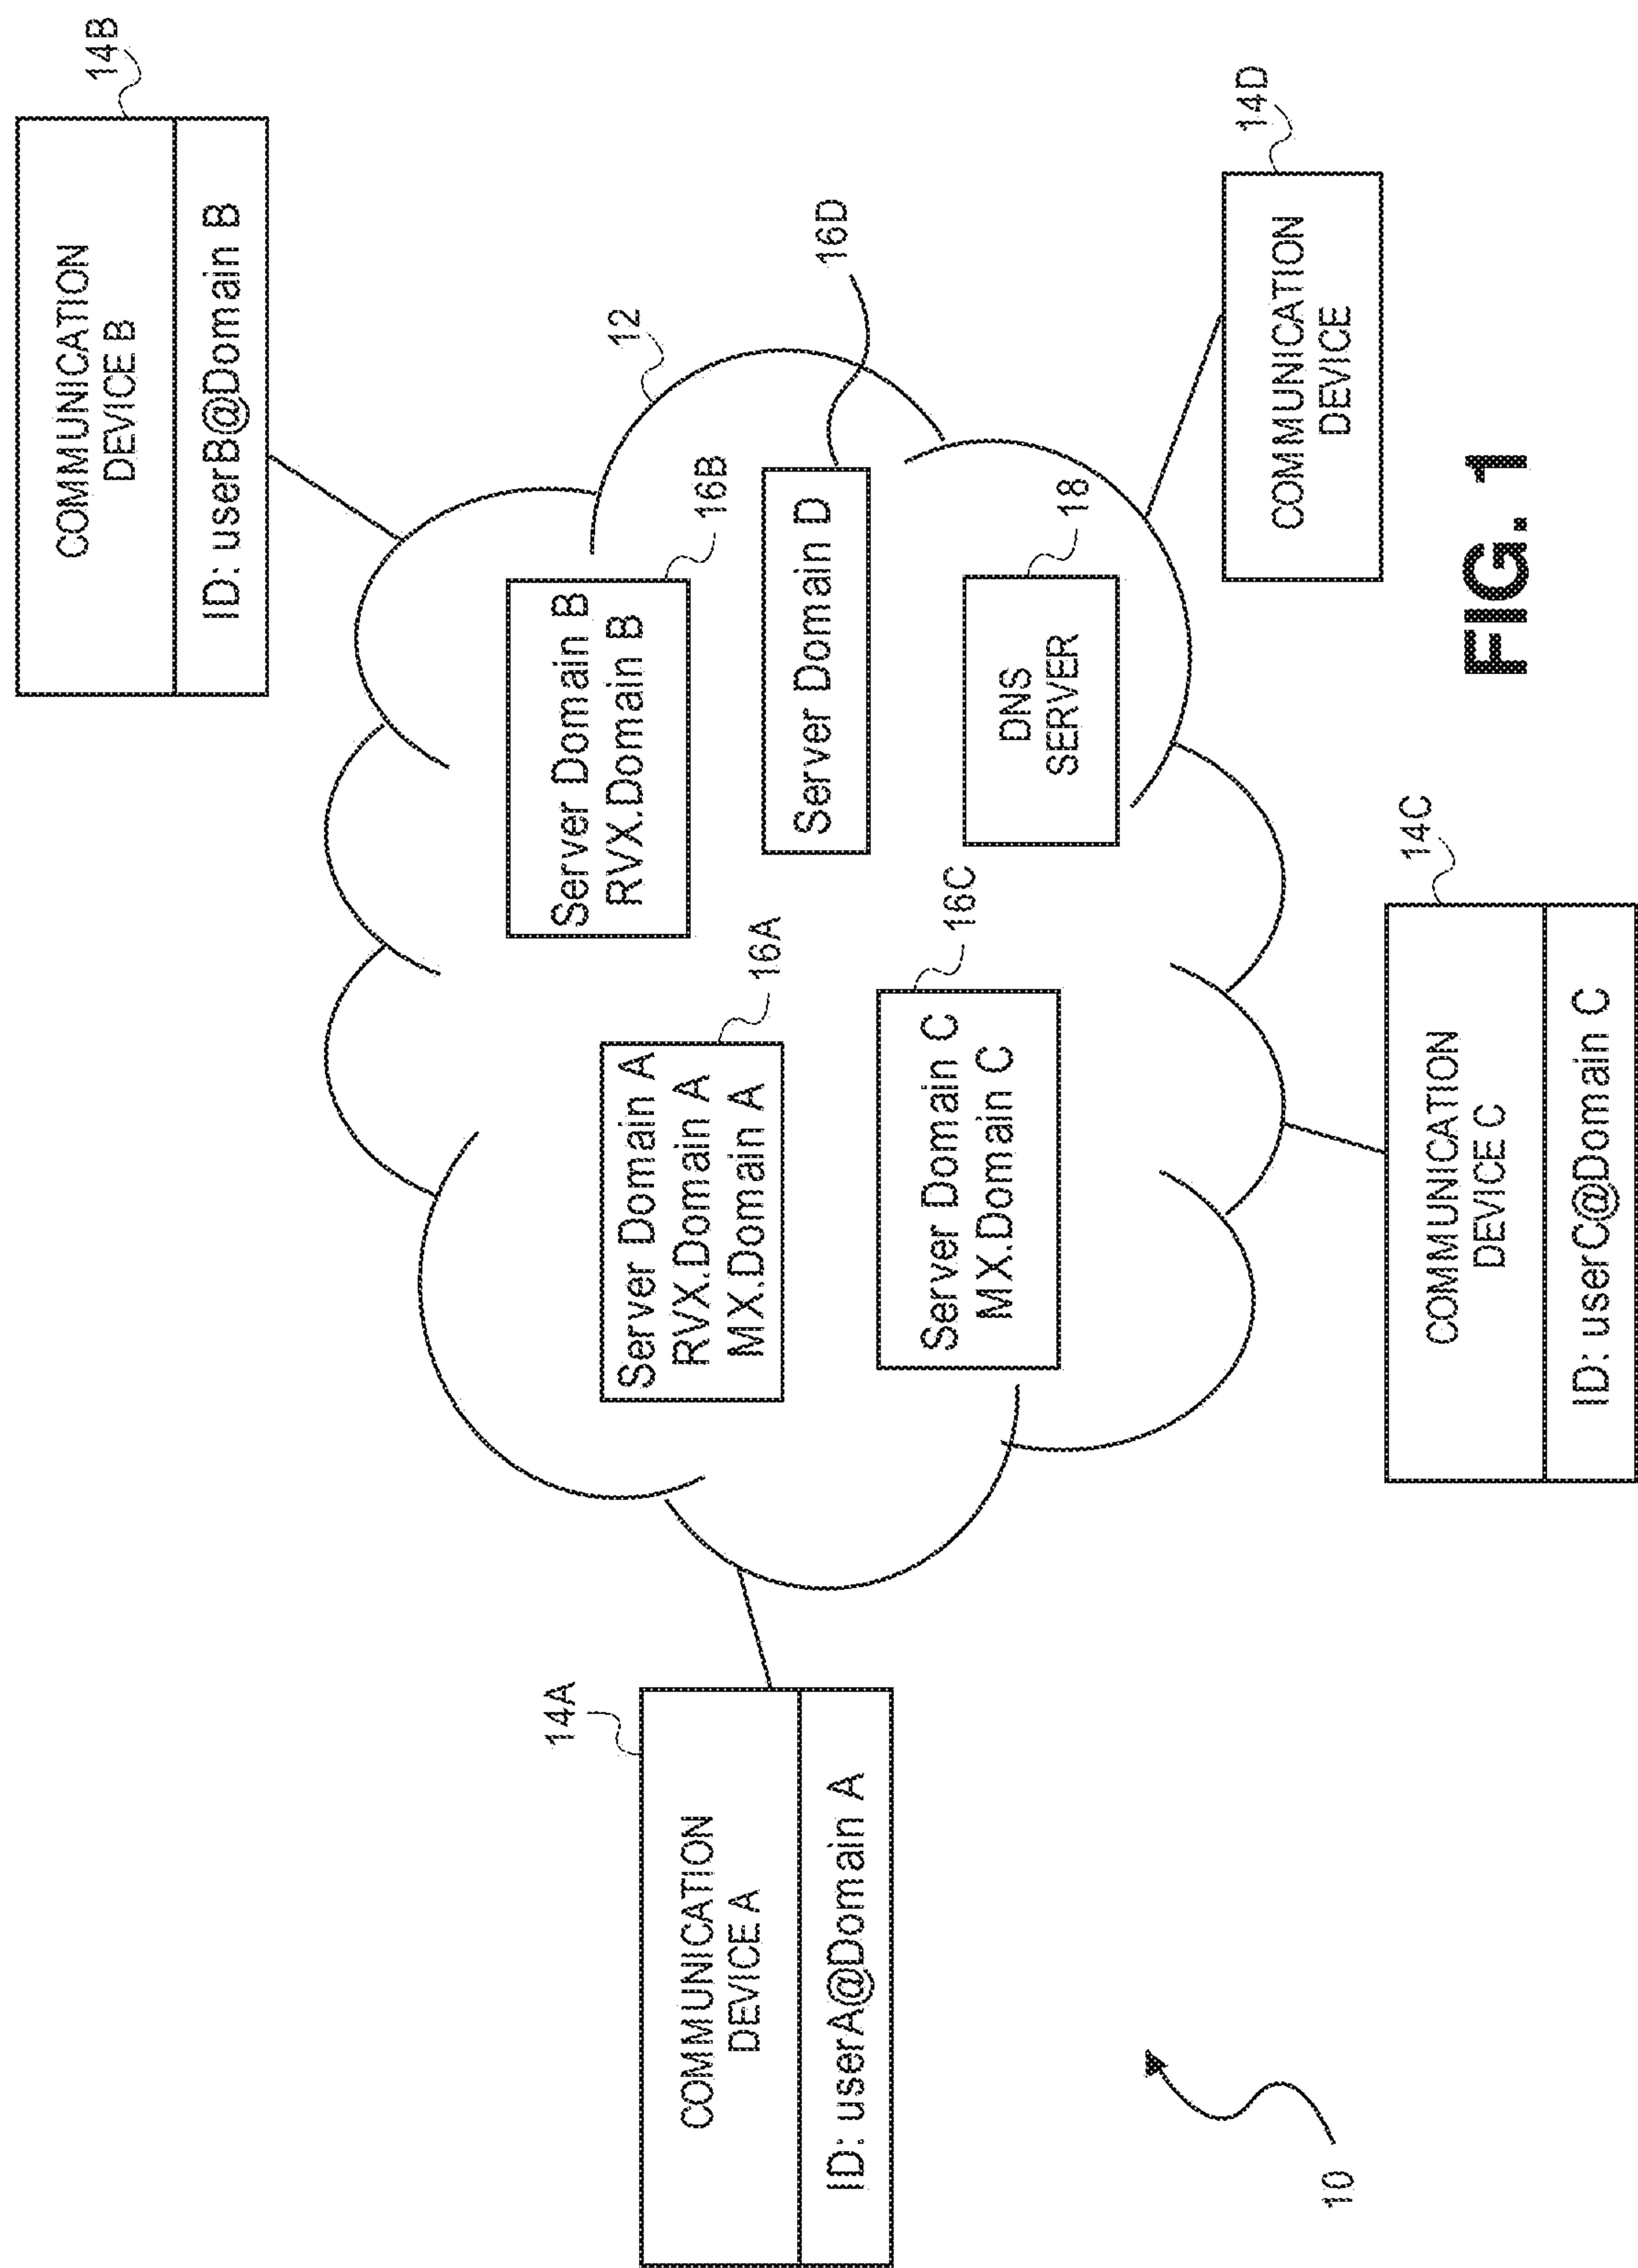 14B
COMMUNICATION
DEVICE B
ID: userB@Domain B
12
16D
14D
COMMUNICATION
DEVICE
Server Domain B
RVX.Domain B
16B
Server Domain D
DNS
SERVER
18
Server Domain A
RVX.Domain A
MX.Domain A
16A
Server Domain C
MX.Domain C
16C
14A
COMMUNICATION
DEVICE A
ID: userA@Domain A
14C
COMMUNICATION
DEVICE C
ID: userC@Domain C
10
FIG. 1